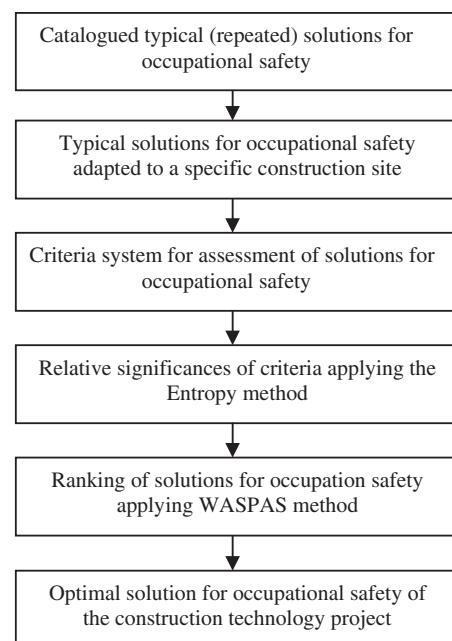 Catalogued typical (repeated) solutions for
occupational safety
Typical solutions for occupational safety
adapted to a specific construction site
Criteria system for assessment of solutions for
occupational safety
Relative significances of criteria applying the
Entropy method
Ranking of solutions for occupation safety
applying WASPAS method
Optimal solution for occupational safety of
the construction technology project